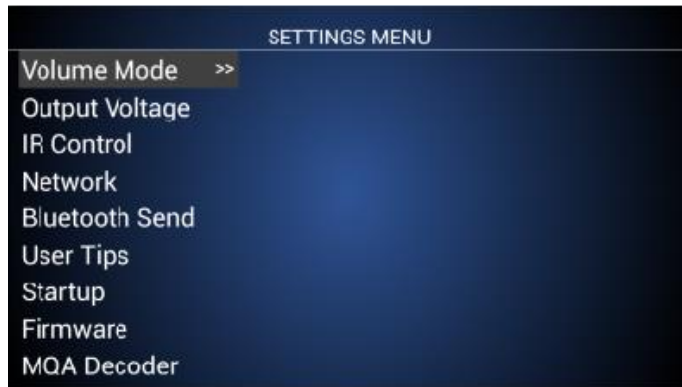 SETTINGS MENU
Volume Mode >>
Output Voltage
IR Control
Network
Bluetooth Send
User Tips
Startup
Firmware
MQA Decoder